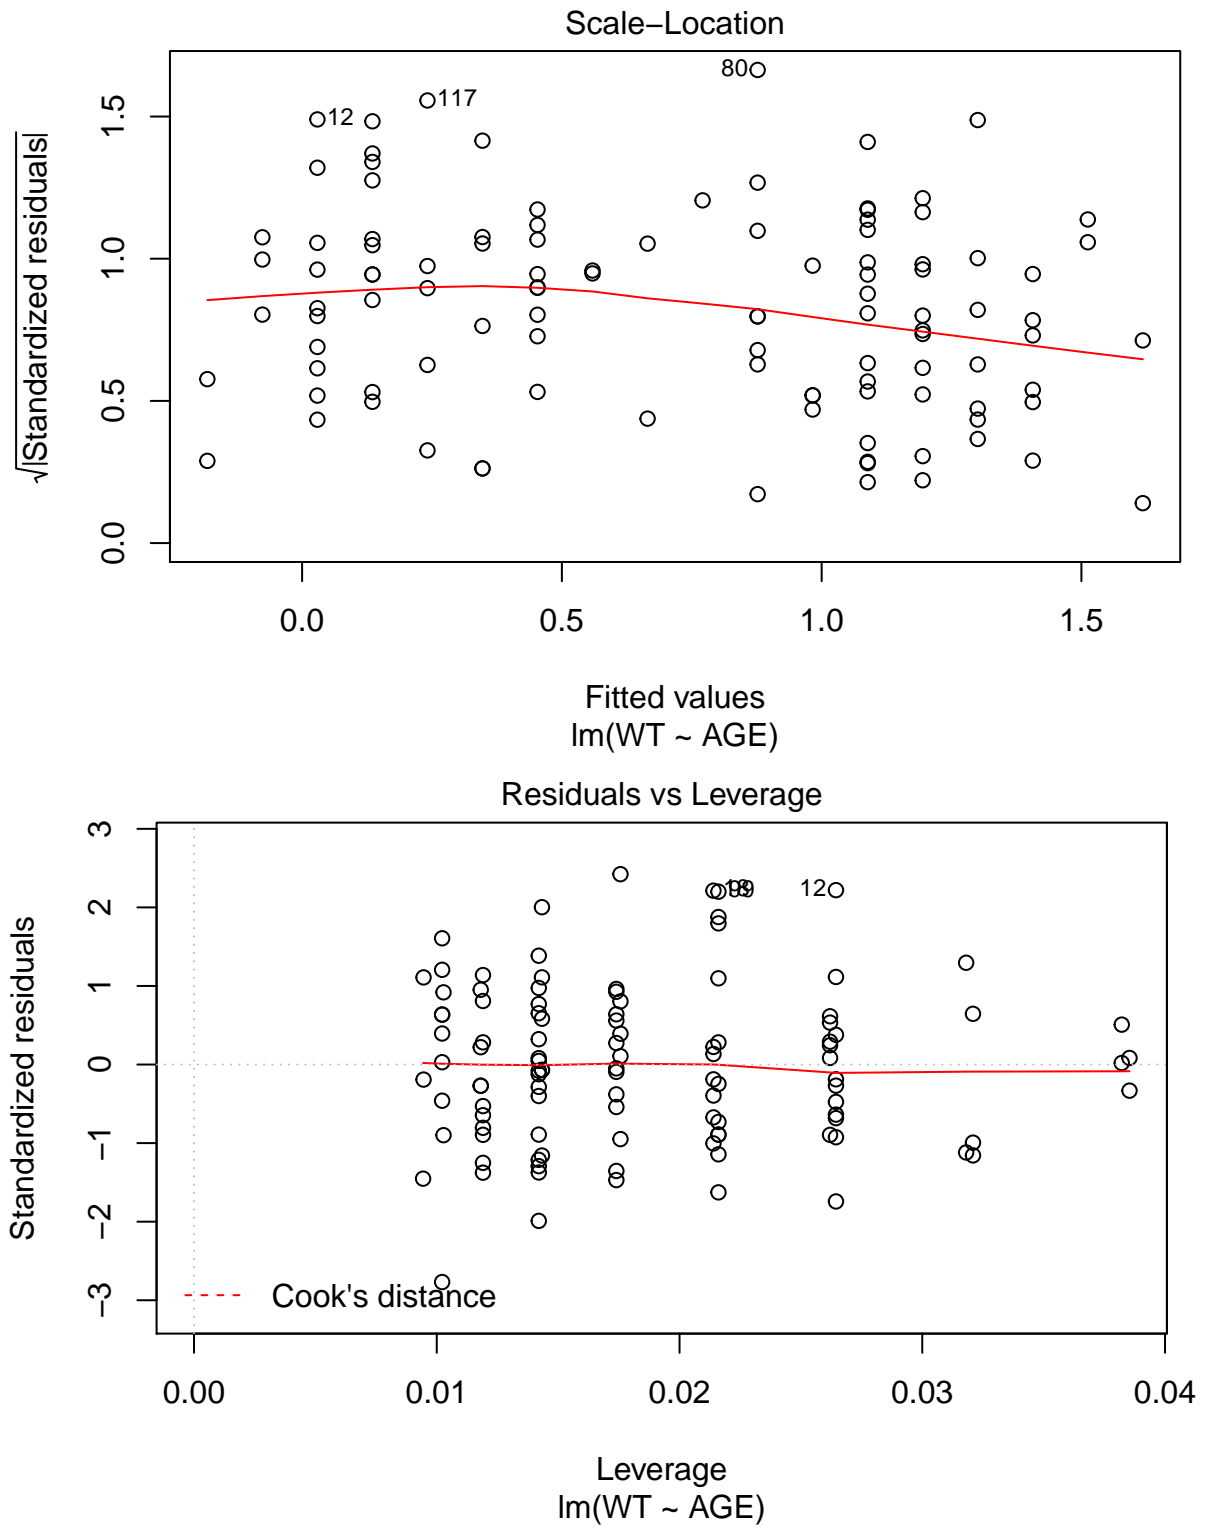 Scale−Location
√|Standardized residuals|
1.5
1.0
0.5
0.0
80
117
12
0.0 0.5 1.0 1.5
Fitted values
lm(WT ~ AGE)
Residuals vs Leverage
Standardized residuals
3
2
1
0
−1
−2
−3
12
Cook's distance
0.00 0.01 0.02 0.03 0.04
Leverage
lm(WT ~ AGE)